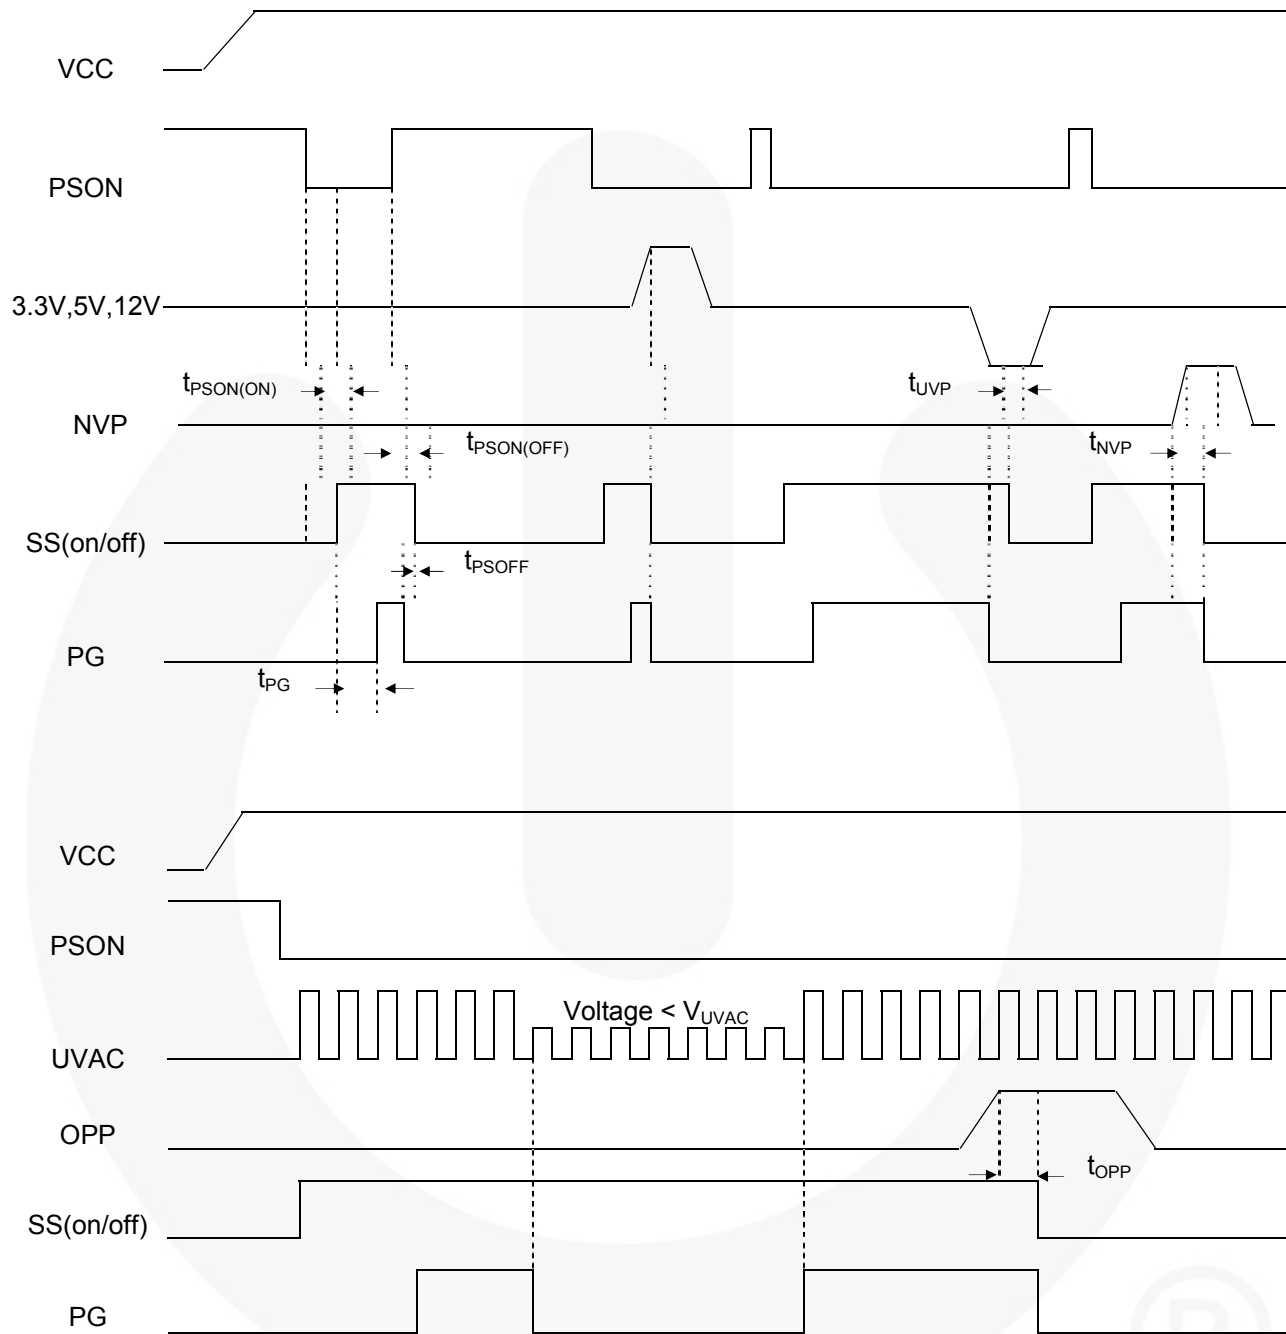 VCC
PSON
3.3V,5V,12V
tPSON(ON)
tUVP
NVP
tPSON(OFF)
tNVP
SS(on/off)
tPSOFF
PG
tPG
VCC
PSON
Voltage < VUVAC
UVAC
OPP
tOPP
SS(on/off)
PG
R